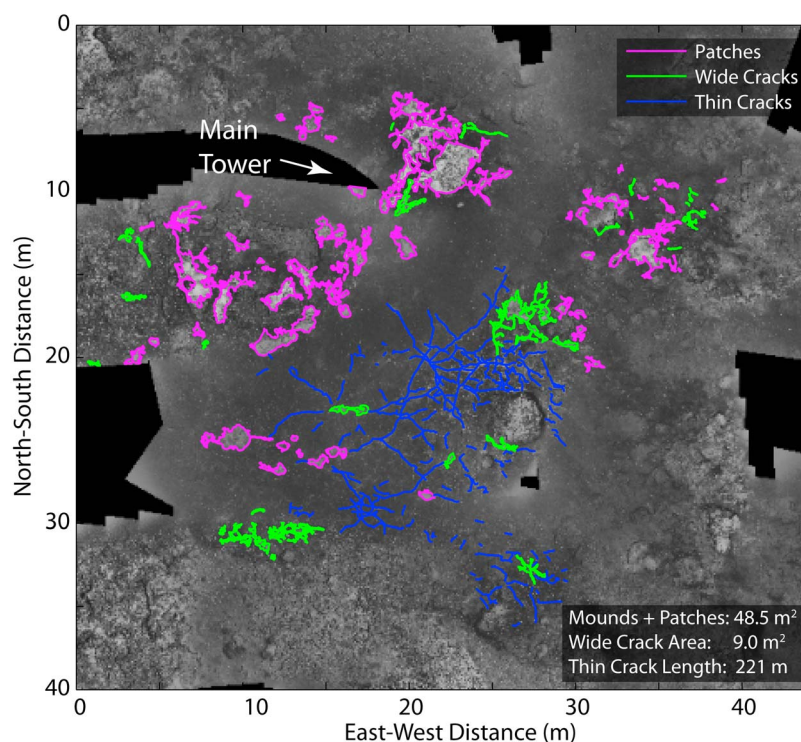 0
10
20
30
40
North-South Distance (m)
Main
Tower
Patches
Wide Cracks
Thin Cracks
Mounds + Patches: 48.5 m²
Wide Crack Area: 9.0 m²
Thin Crack Length: 221 m
0
10
20
30
40
East-West Distance (m)